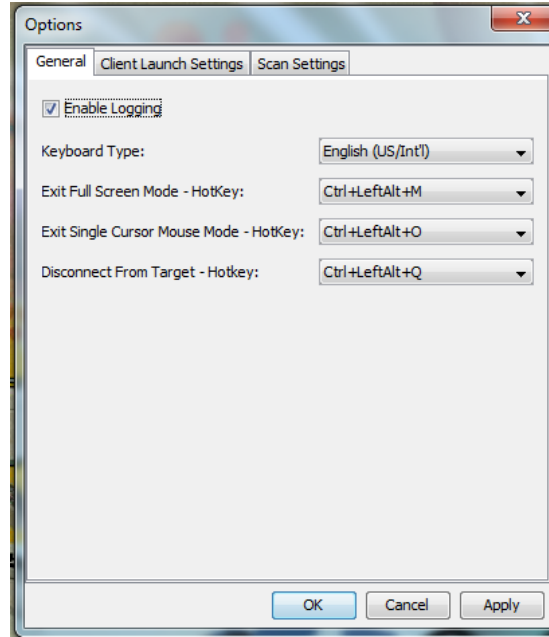 Options
General Client Launch Settings Scan Settings
Enable Logging
Keyboard Type: English (US/Int'l)
Exit Full Screen Mode - HotKey: Ctrl+LeftAlt+M
Exit Single Cursor Mouse Mode - HotKey: Ctrl+LeftAlt+O
Disconnect From Target - Hotkey: Ctrl+LeftAlt+Q
OK Cancel Apply